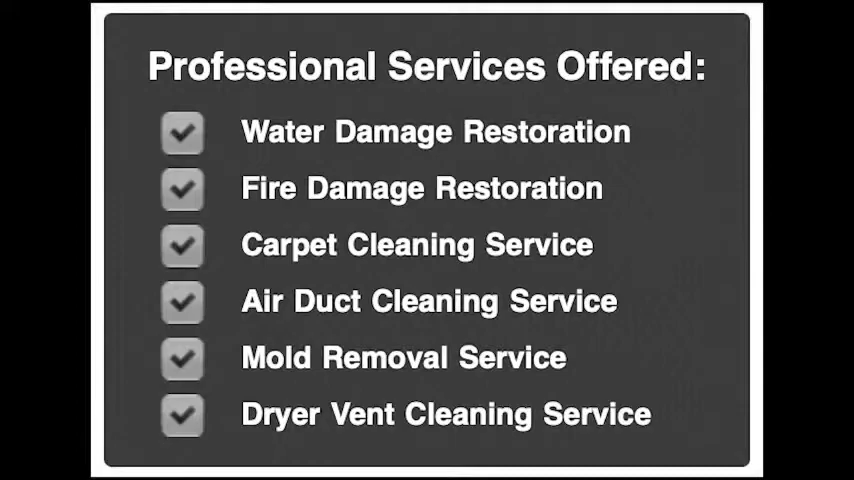 Professional Services Offered:
Water Damage Restoration
Fire Damage Restoration
Carpet Cleaning Service
Air Duct Cleaning Service
Mold Removal Service
Dryer Vent Cleaning Service